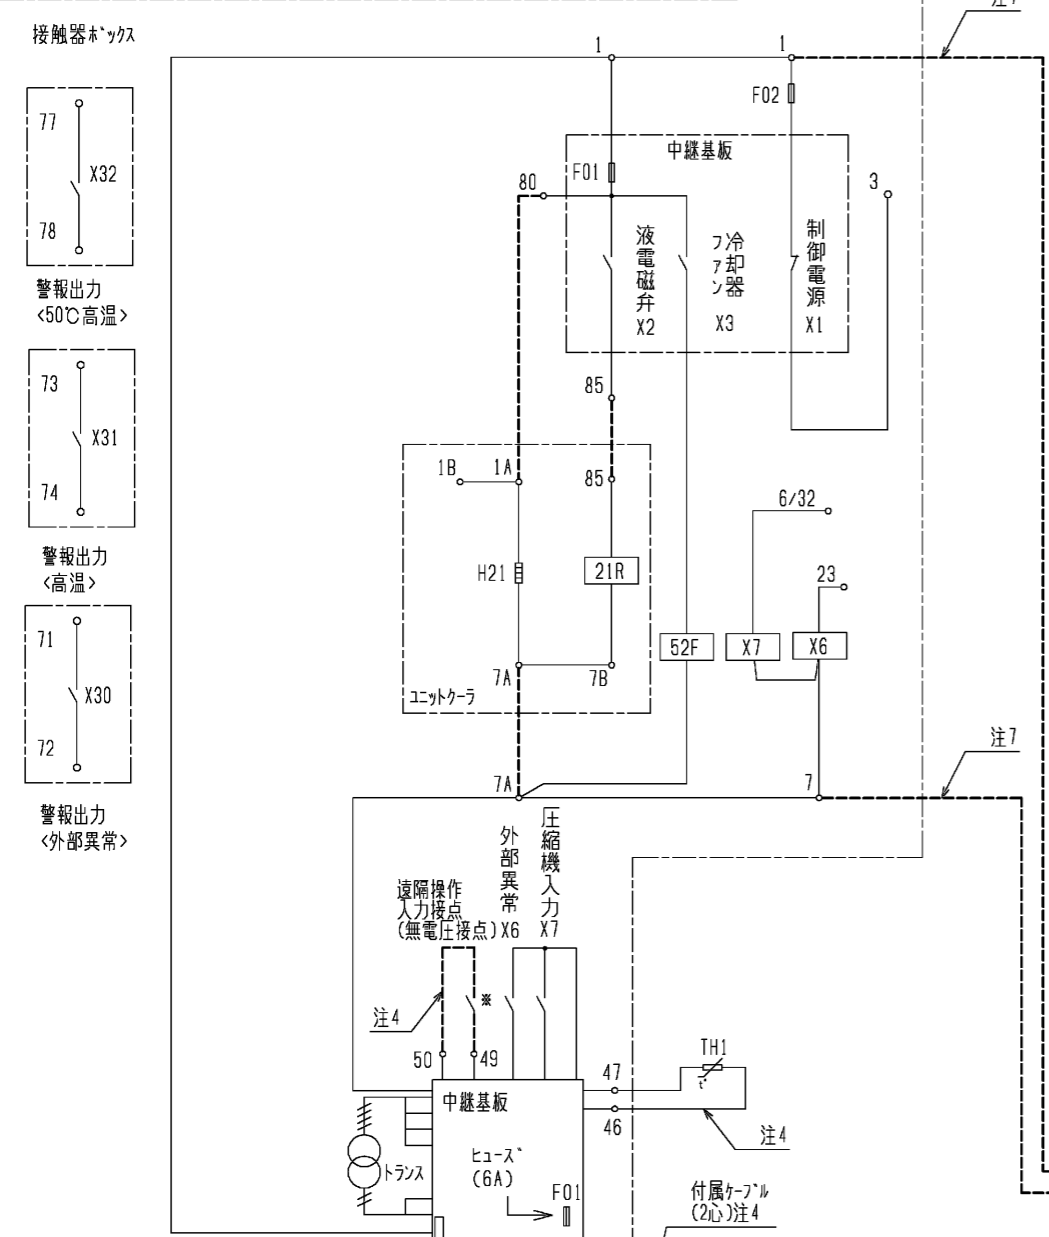 接触器ボックス
77
X32
78
警報出力
<50℃高温>
73
X31
74
警報出力
<高温>
71
X30
72
警報出力
<外部異常>
1
1
F02
中継基板
F01
80
3
液電磁弁
X2
冷却器
ファン
X3
制御電源
X1
85
1B
1A
85
6/32
H21
21R
23
52F
X7
X6
7A
7B
ユニットクーラ
注7
7A
7
外部異常
X6
圧縮機入力
X7
遠隔操作
入力接点
(無電圧接点)
※
注4
50
49
47
TH1
t°
46
注4
中継基板
トランス
ヒューズ
(6A)
F01
付属ケーブル
(2心)注4